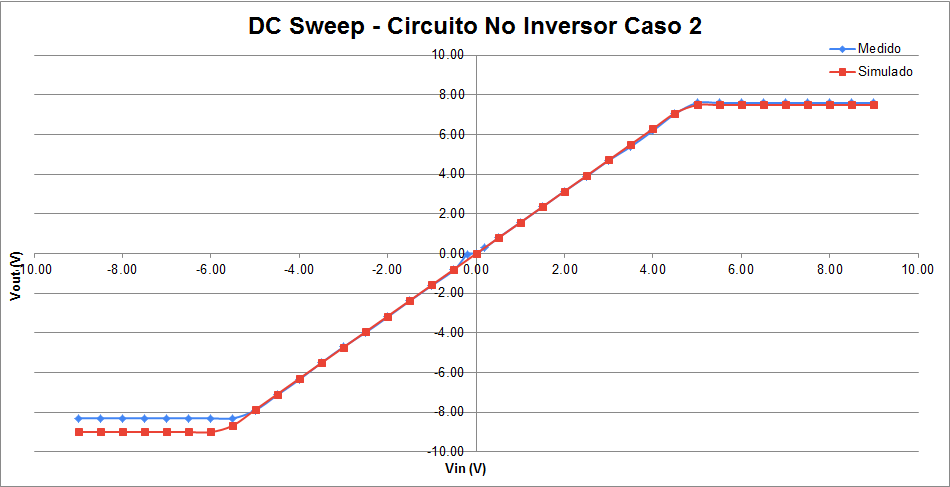 DC Sweep - Circuito No Inversor Caso 2
Medido
Simulado
10.00
8.00
6.00
4.00
2.00
0.00
-2.00
-4.00
-6.00
-8.00
-10.00
-10.00 -8.00 -6.00 -4.00 -2.00 0.00 2.00 4.00 6.00 8.00 10.00
Vout (V)
Vin (V)